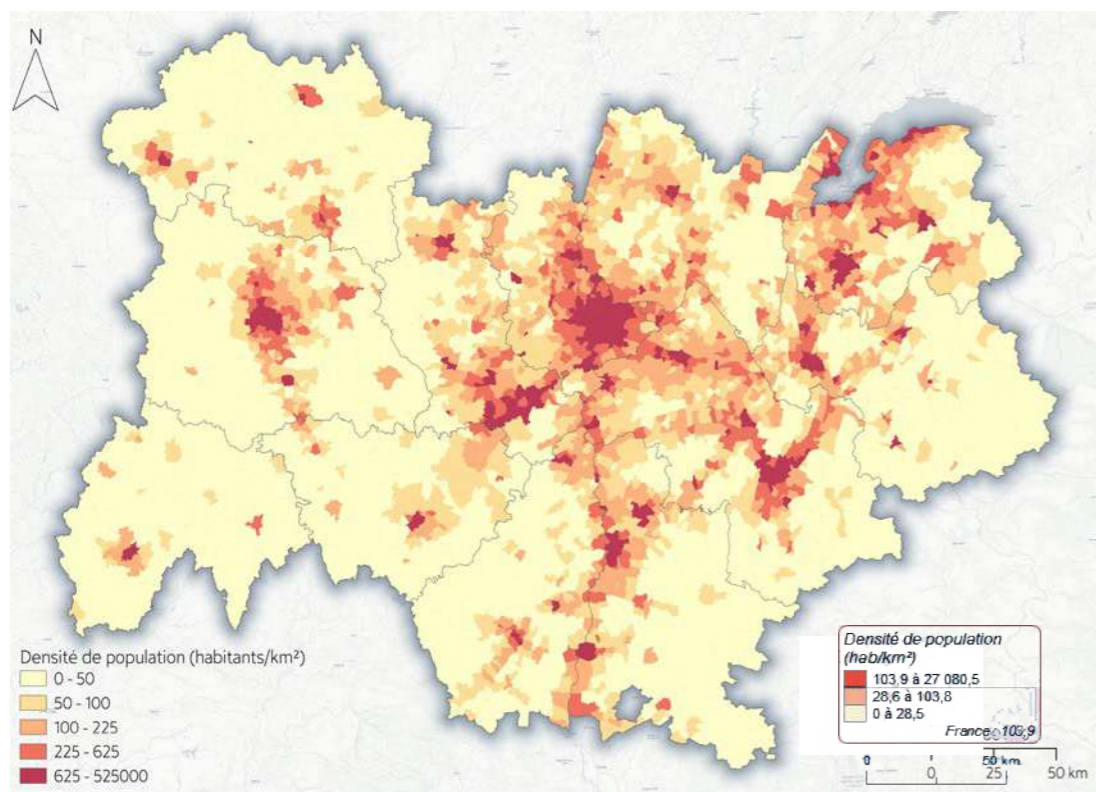 N
Densité de population (habitants/km²)
0 - 50
50 - 100
100 - 225
225 - 625
625 - 525000
Densité de population
(hab/km²)
103,9 à 27 080,5
28,6 à 103,8
0 à 28,5
France : 103,9
0 50 km
0 25 50 km